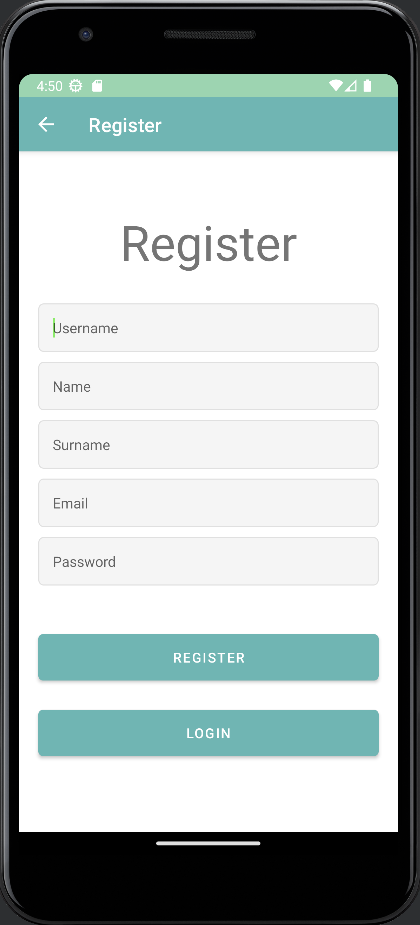 4:50
Register
Register
Username
Name
Surname
Email
Password
REGISTER
LOGIN